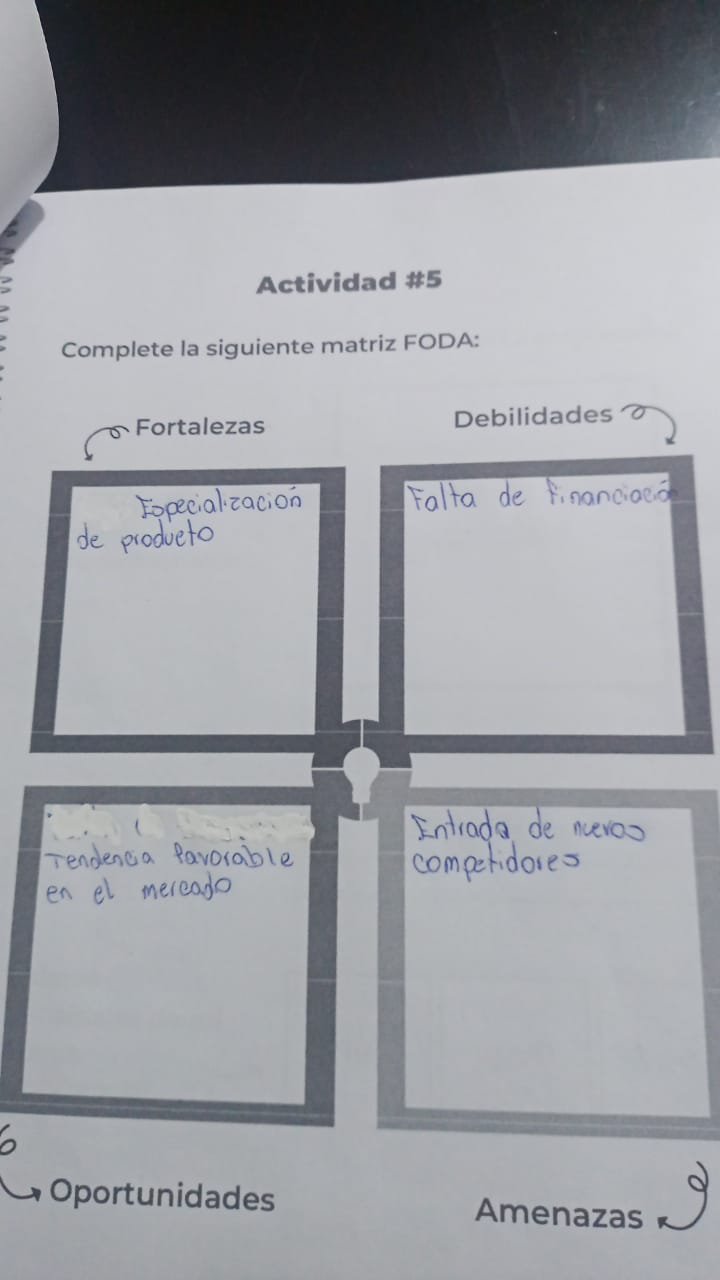 Actividad #5
Complete la siguiente matriz FODA:
Fortalezas
Debilidades
Especialización
de producto
Falta de financiación
Tendencia favorable
en el mercado
Entrada de nuevos
competidores
Oportunidades
Amenazas